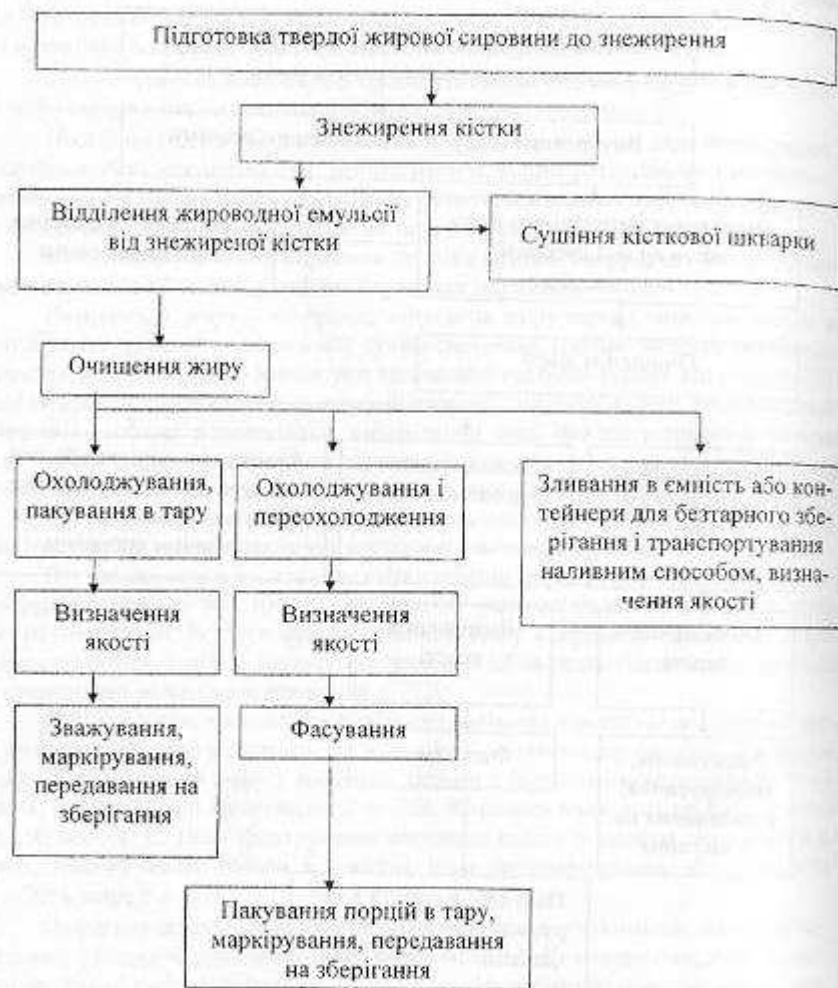 Підготовка твердої жирової сировини до знежирення
Знежирення кістки
Відділення жироводної емульсії
від знежиреної кістки
Сушіння кісткової шкварки
Очищення жиру
Охолоджування,
пакування в тару
Охолоджування і
переохолодження
Зливання в ємність або кон-
тейнери для безтарного збе-
рігання і транспортування
наливним способом, визна-
чення якості
Визначення
якості
Визначення
якості
Зважування,
маркірування,
передавання на
зберігання
Фасування
Пакування порцій в тару,
маркірування, передавання
на зберігання